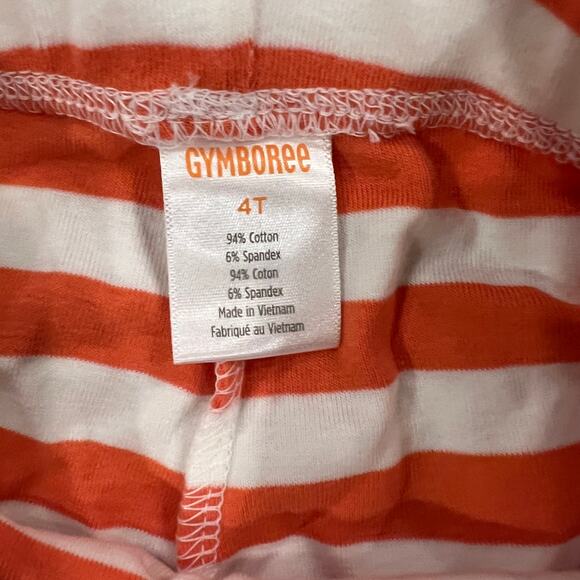 GYMBOREE
4T
94% Cotton
6% Spandex
94% Coton
6% Spandex
Made in Vietnam
Fabriqué au Vietnam